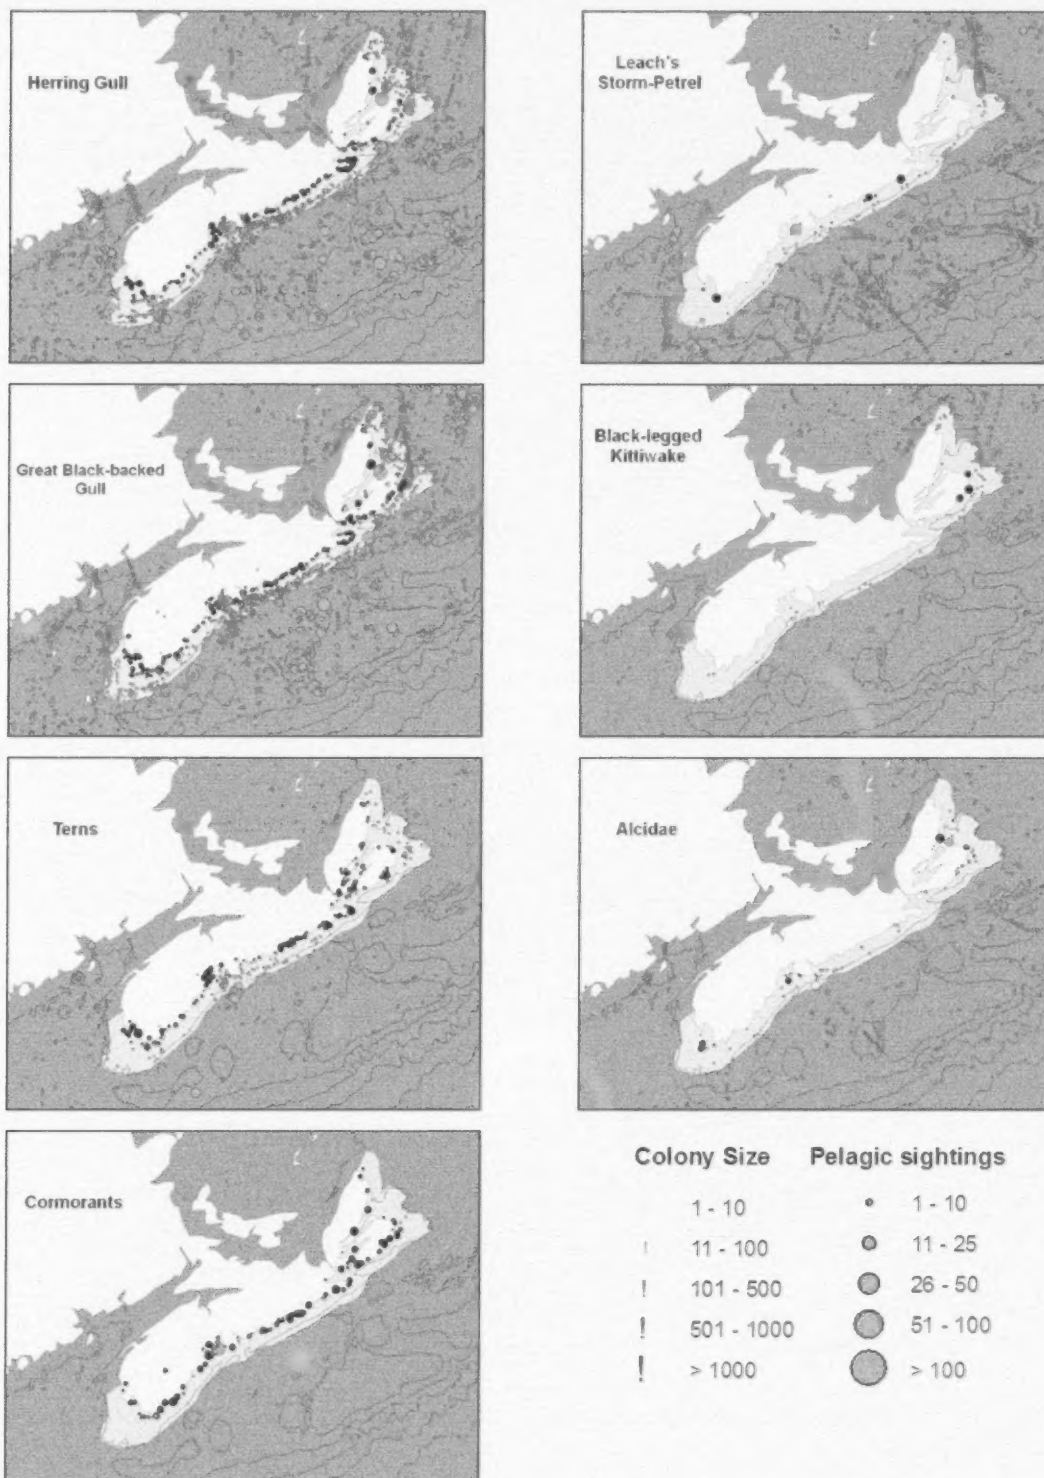 Herring Gull
Leach's
Storm-Petrel
Great Black-backed
Gull
Black-legged
Kittiwake
Terns
Alcidae
Cormorants
Colony Size
Pelagic sightings
1 - 10
1 - 10
! 11 - 100
11 - 25
! 101 - 500
26 - 50
! 501 - 1000
51 - 100
! > 1000
> 100